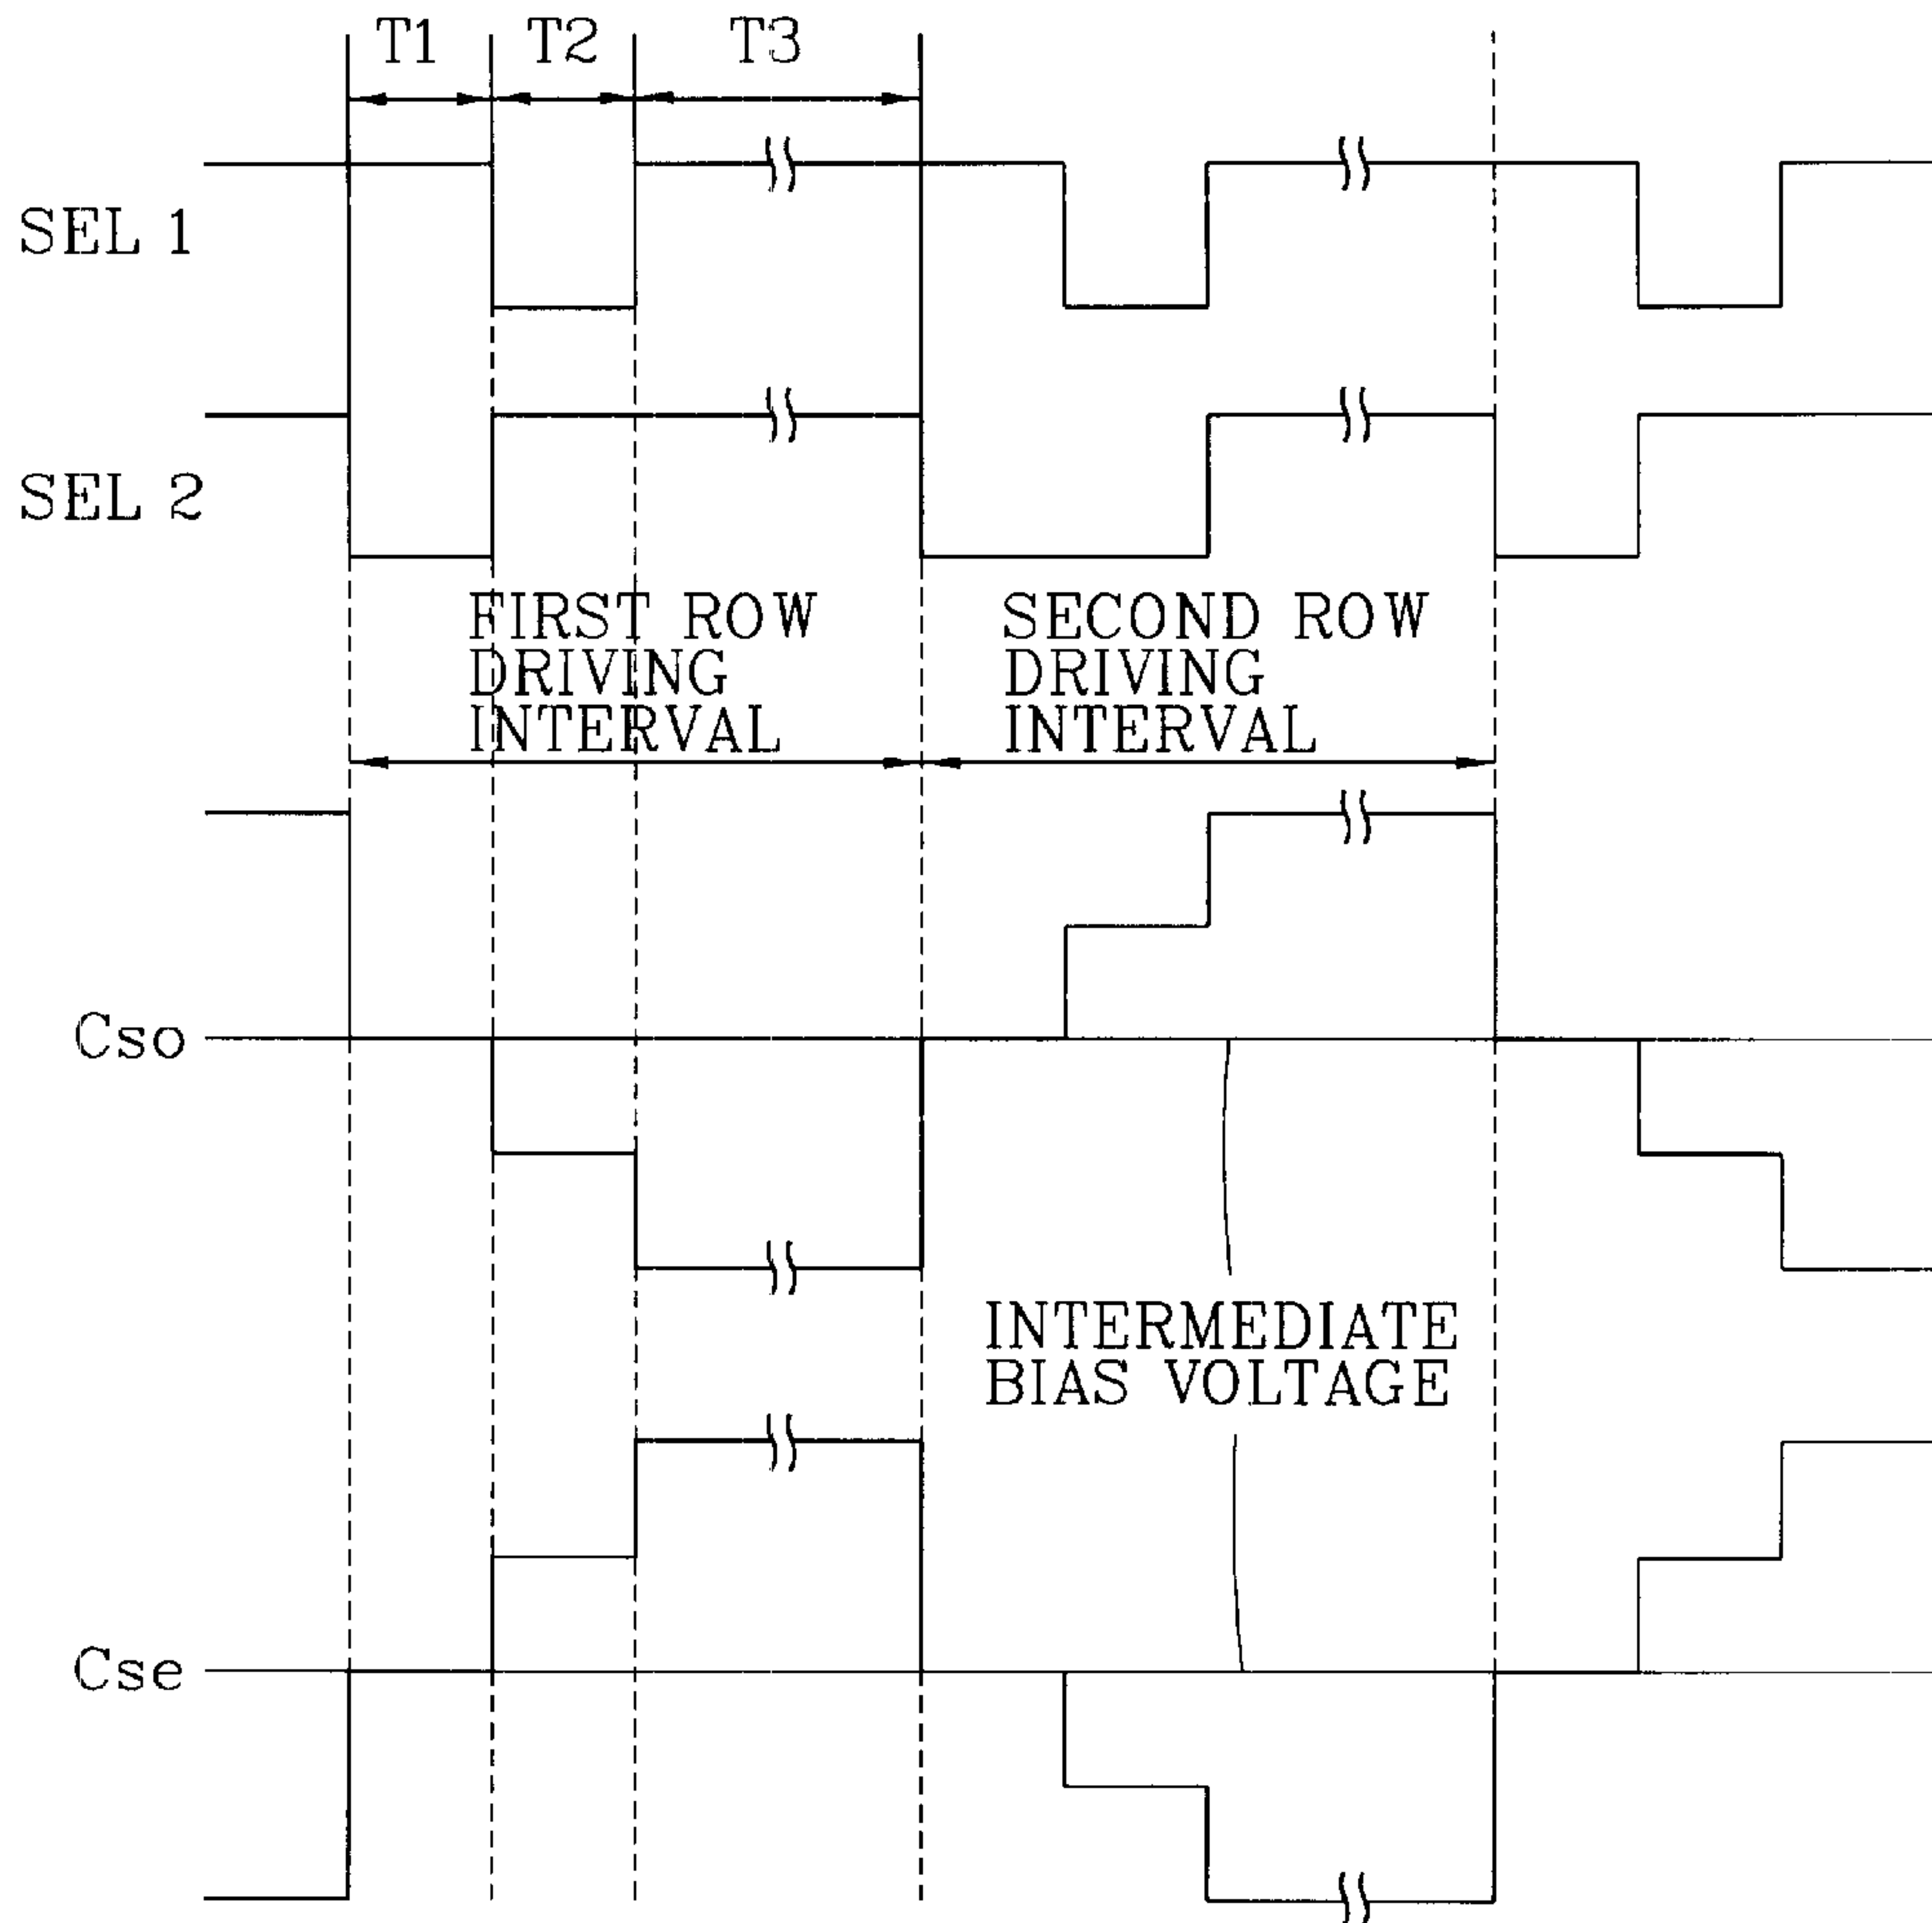 T1 T2 T3
SEL 1
SEL 2
FIRST ROW
DRIVING
INTERVAL
SECOND ROW
DRIVING
INTERVAL
Cso
INTERMEDIATE
BIAS VOLTAGE
Cse